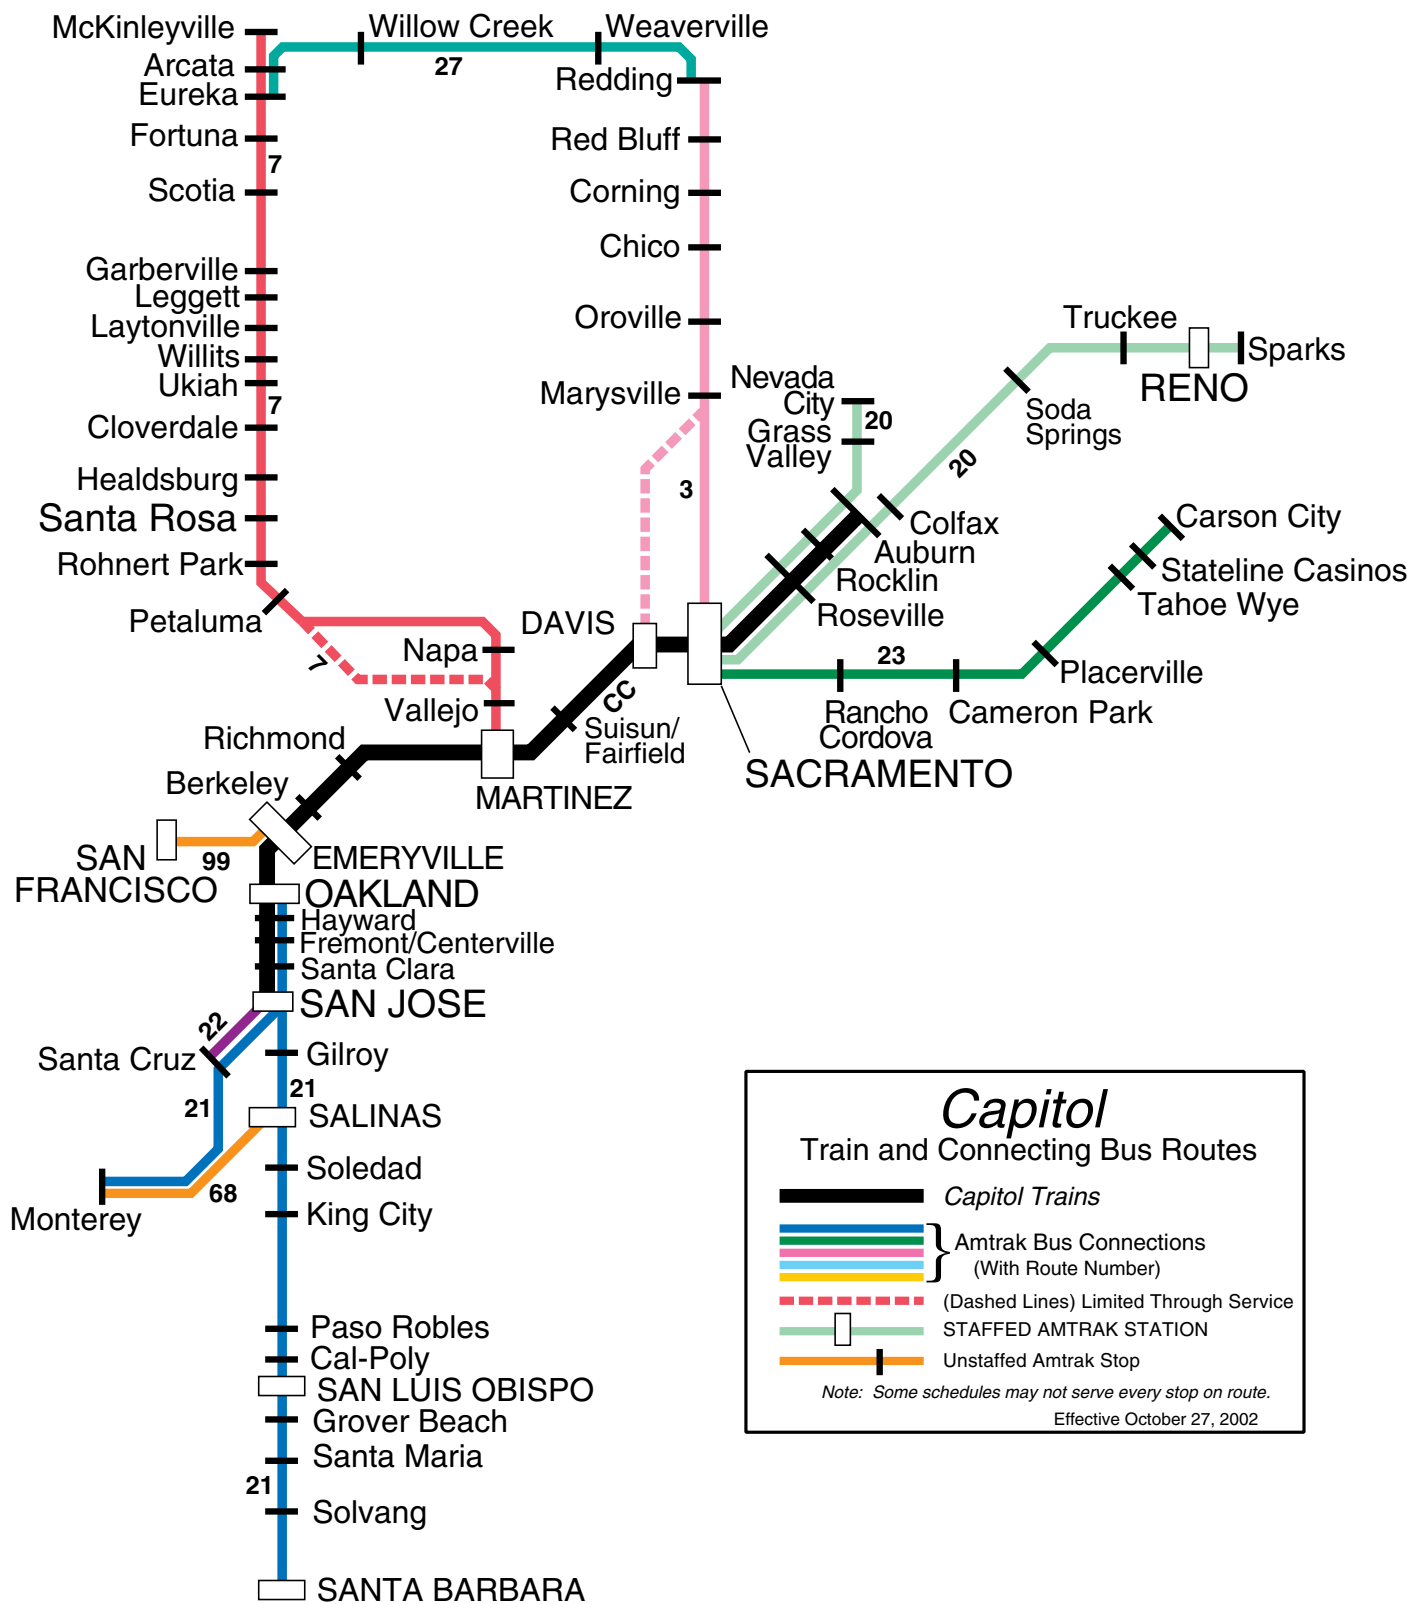 McKinleyville
Arcata
Eureka
Fortuna
7
Scotia
Garberville
Leggett
Laytonville
Willits
Ukiah
7
Cloverdale
Healdsburg
Santa Rosa
Rohnert Park
Petaluma
7
Napa
Vallejo
Willow Creek
27
Weaverville
Redding
Red Bluff
Corning
Chico
Oroville
Marysville
3
Nevada
City
20
Grass
Valley
Truckee
RENO
Sparks
Soda
Springs
20
Colfax
Auburn
Rocklin
Roseville
Carson City
Stateline Casinos
Tahoe Wye
Placerville
23
Rancho
Cordova
Cameron Park
DAVIS
CC
Suisun/
Fairfield
SACRAMENTO
MARTINEZ
Richmond
Berkeley
SAN
FRANCISCO
99
EMERYVILLE
OAKLAND
Hayward
Fremont/Centerville
Santa Clara
SAN JOSE
22
Santa Cruz
Gilroy
21
21
SALINAS
68
Monterey
Soledad
King City
Paso Robles
Cal-Poly
SAN LUIS OBISPO
Grover Beach
Santa Maria
21
Solvang
SANTA BARBARA
Capitol
Train and Connecting Bus Routes
Capitol Trains
Amtrak Bus Connections
(With Route Number)
(Dashed Lines) Limited Through Service
STAFFED AMTRAK STATION
Unstaffed Amtrak Stop
Note: Some schedules may not serve every stop on route.
Effective October 27, 2002